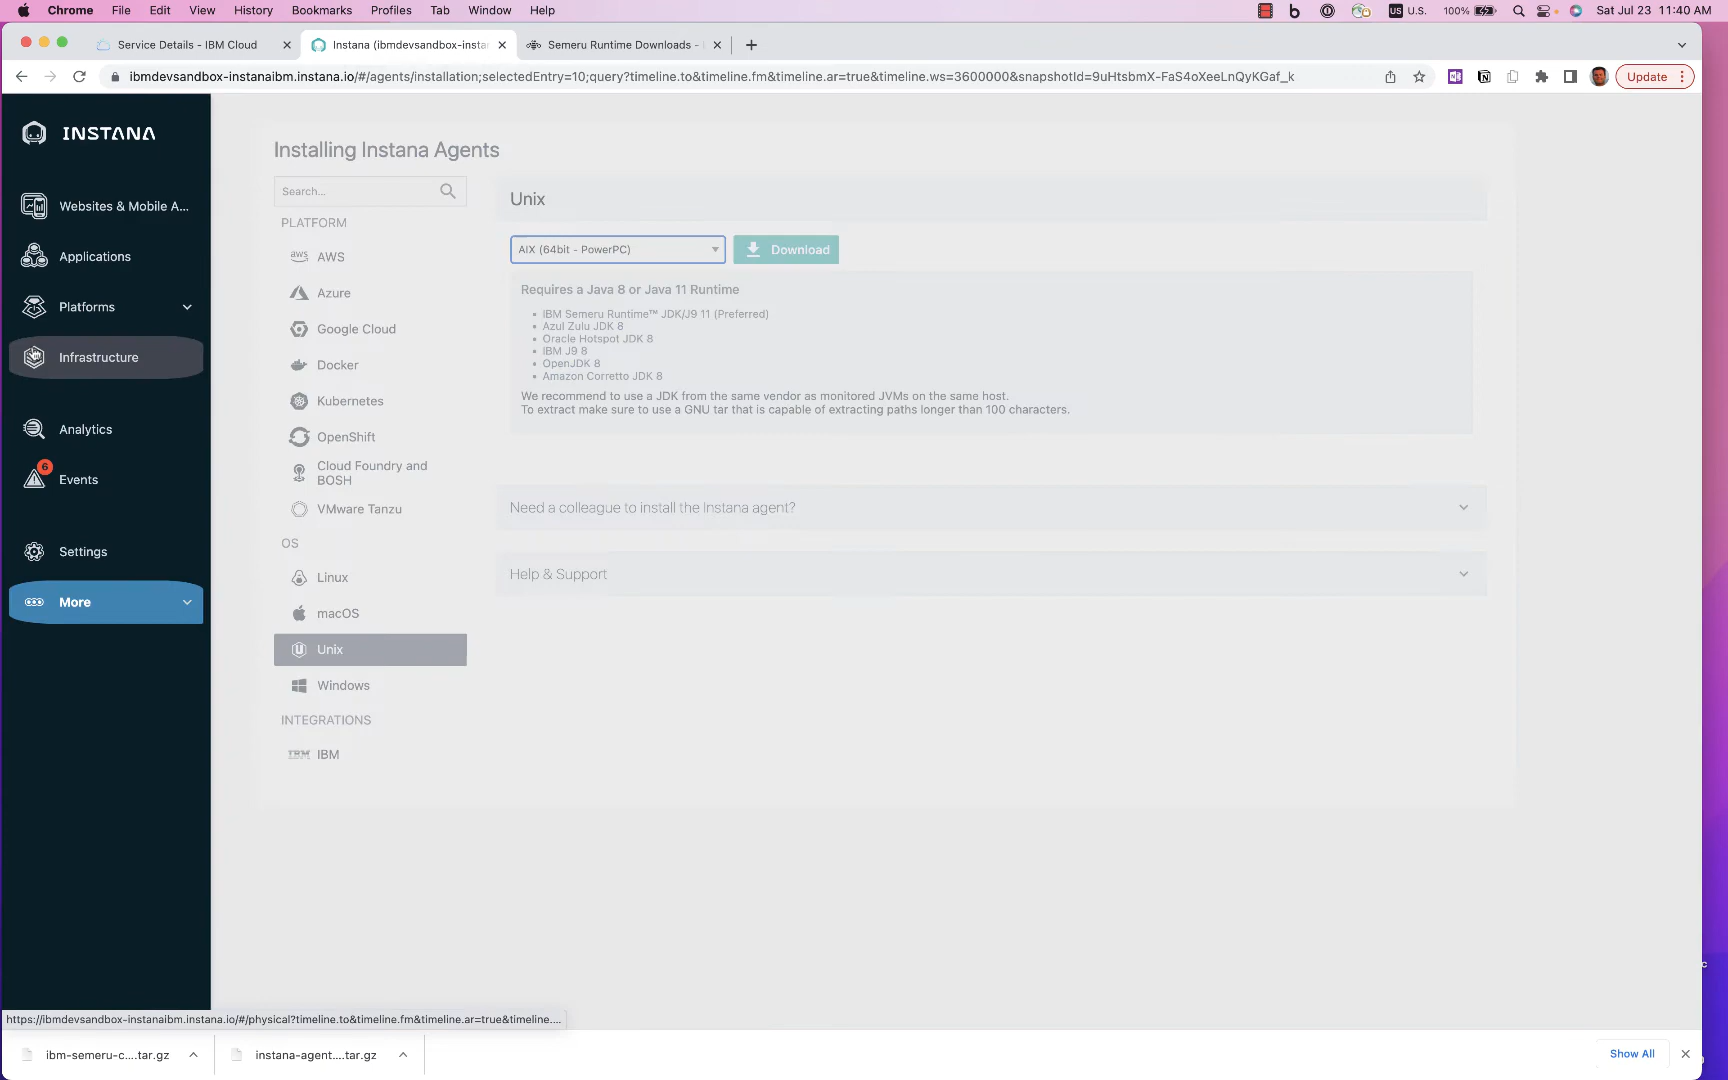 Chrome File Edit View History Bookmarks Profiles Tab Window Help
US U.S. 100% Sat Jul 23 11:40 AM
Service Details - IBM Cloud
Instana (ibmdevsandbox-instan
Semeru Runtime Downloads -
ibmdevsandbox-instanaibm.instana.io/#/agents/installation;selectedEntry=10;query?timeline.to&timeline.fm&timeline.ar=true&timeline.ws=3600000&snapshotId=9uHtsbmX-FaS4oXeeLnQyKGaf_k
Update
INSTANA
Websites & Mobile A...
Applications
Platforms
Infrastructure
Analytics
6
Events
Settings
More
Installing Instana Agents
Search...
PLATFORM
aws AWS
Azure
Google Cloud
Docker
Kubernetes
OpenShift
Cloud Foundry and
BOSH
VMware Tanzu
OS
Linux
macOS
Unix
Windows
INTEGRATIONS
IBM IBM
Unix
AIX (64bit - PowerPC)
Download
Requires a Java 8 or Java 11 Runtime
IBM Semeru Runtime™ JDK/J9 11 (Preferred)
Azul Zulu JDK 8
Oracle Hotspot JDK 8
IBM J9 8
OpenJDK 8
Amazon Corretto JDK 8
We recommend to use a JDK from the same vendor as monitored JVMs on the same host.
To extract make sure to use a GNU tar that is capable of extracting paths longer than 100 characters.
Need a colleague to install the Instana agent?
Help & Support
https://ibmdevsandbox-instanaibm.instana.io/#/physical?timeline.to&timeline.fm&timeline.ar=true&timeline....
ibm-semeru-c....tar.gz
instana-agent....tar.gz
Show All
c